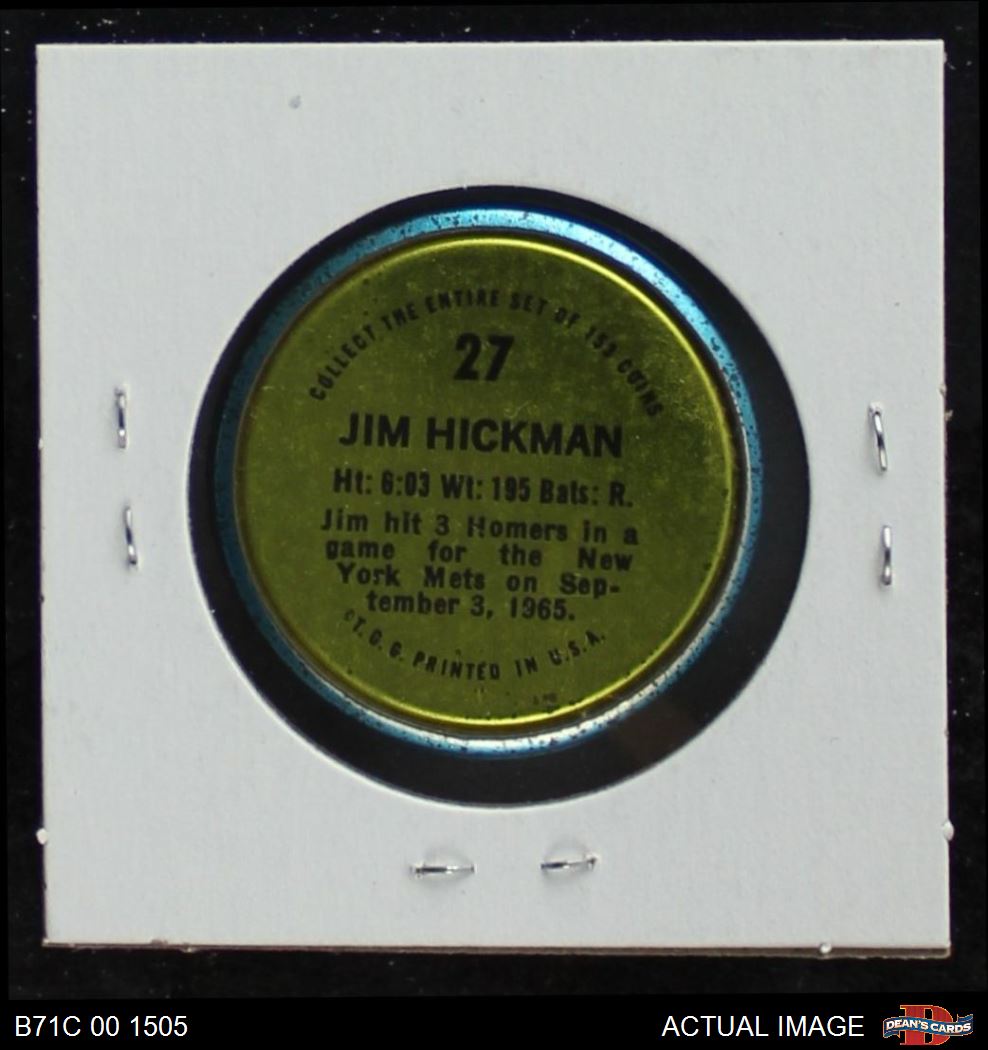 COLLECT THE ENTIRE SET OF 153 COINS
27
JIM HICKMAN
Ht: 6:03 Wt: 195 Bats: R.
Jim hit 3 Homers in a
game for the New
York Mets on Sep-
tember 3, 1965.
©T. C. G. PRINTED IN U.S.A.
B71C 00 1505
ACTUAL IMAGE
DEAN'S CARDS